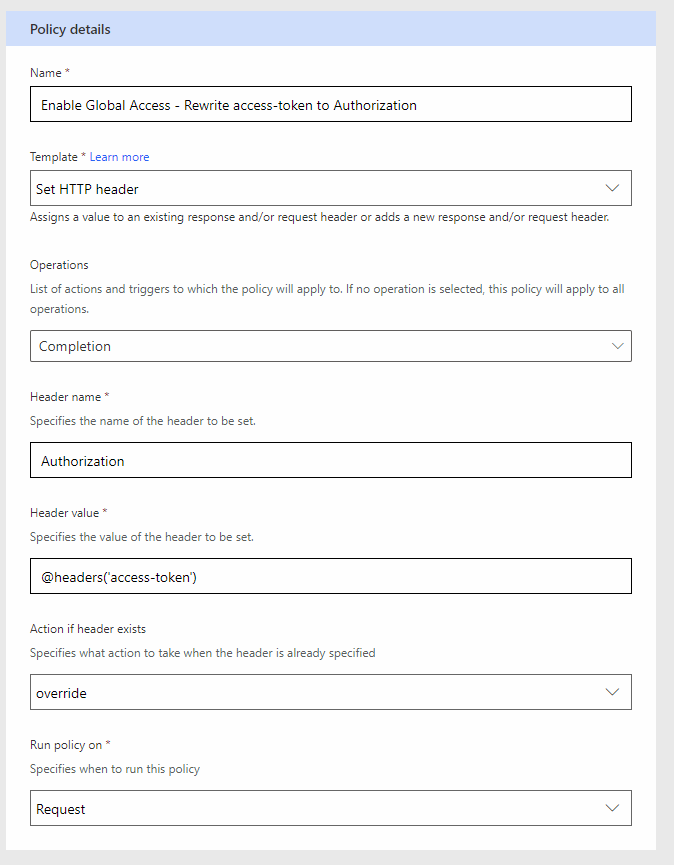 Policy details
Name *
Enable Global Access - Rewrite access-token to Authorization
Template * Learn more
Set HTTP header
Assigns a value to an existing response and/or request header or adds a new response and/or request header.
Operations
List of actions and triggers to which the policy will apply to. If no operation is selected, this policy will apply to all
operations.
Completion
Header name *
Specifies the name of the header to be set.
Authorization
Header value *
Specifies the value of the header to be set.
@headers('access-token')
Action if header exists
Specifies what action to take when the header is already specified
override
Run policy on *
Specifies when to run this policy
Request